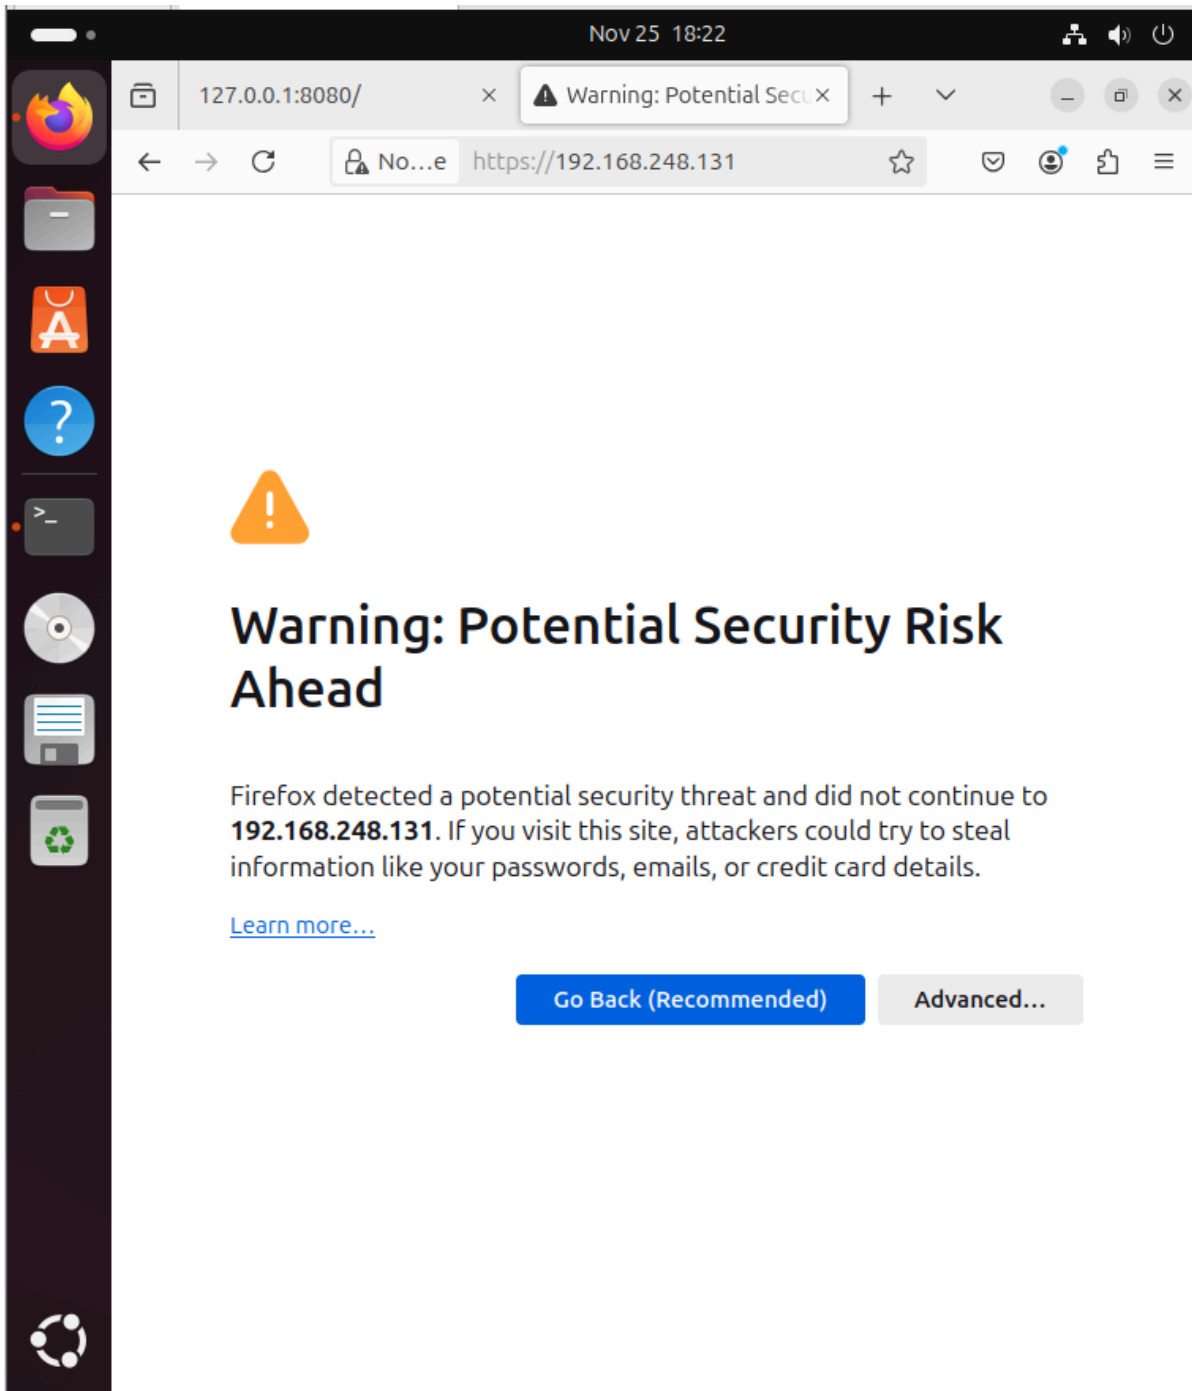 Nov 25 18:22
127.0.0.1:8080/
Warning: Potential Secu
No...e https://192.168.248.131
Warning: Potential Security Risk
Ahead
Firefox detected a potential security threat and did not continue to
192.168.248.131. If you visit this site, attackers could try to steal
information like your passwords, emails, or credit card details.
Learn more...
Go Back (Recommended) Advanced...